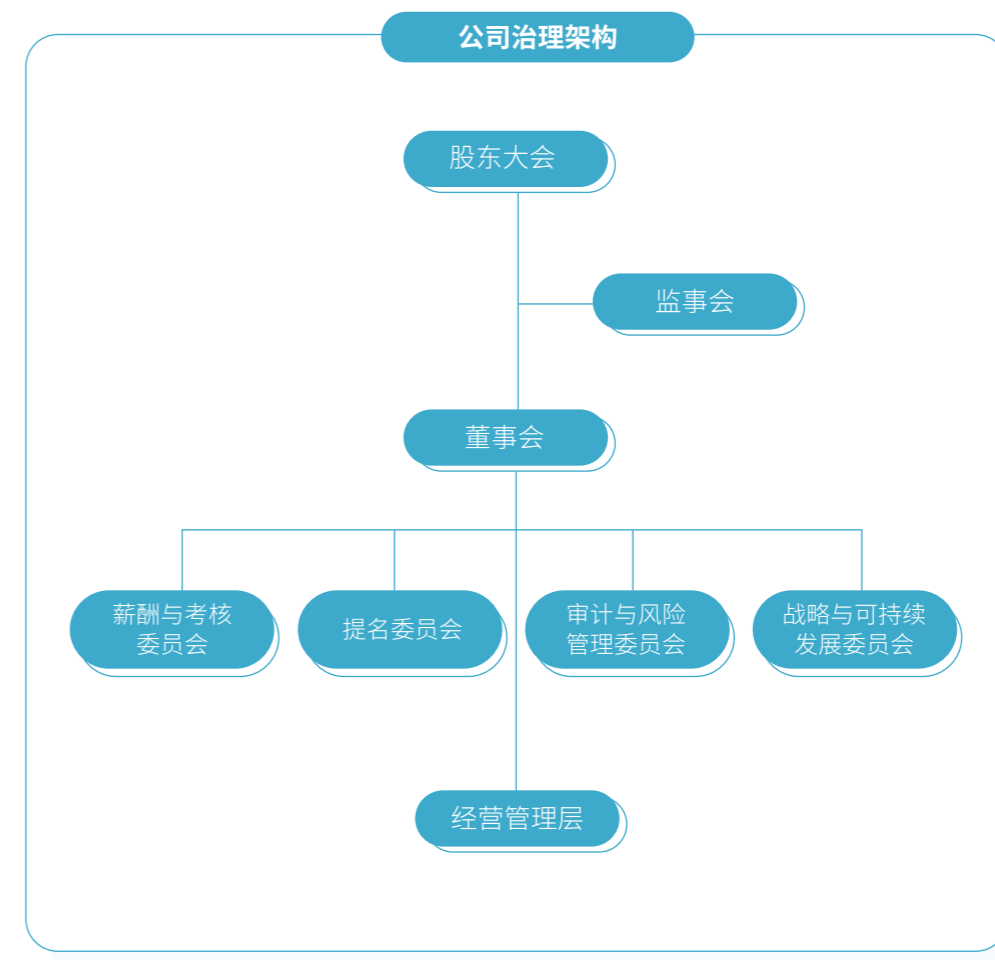 公司治理架构
股东大会
监事会
董事会
薪酬与考核
委员会
提名委员会
审计与风险
管理委员会
战略与可持续
发展委员会
经营管理层